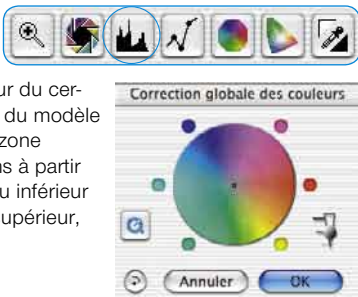 ur du cer-
du modèle
zone
s à partir
u inférieur
upérieur,
Correction globale des couleurs
Annuler
OK